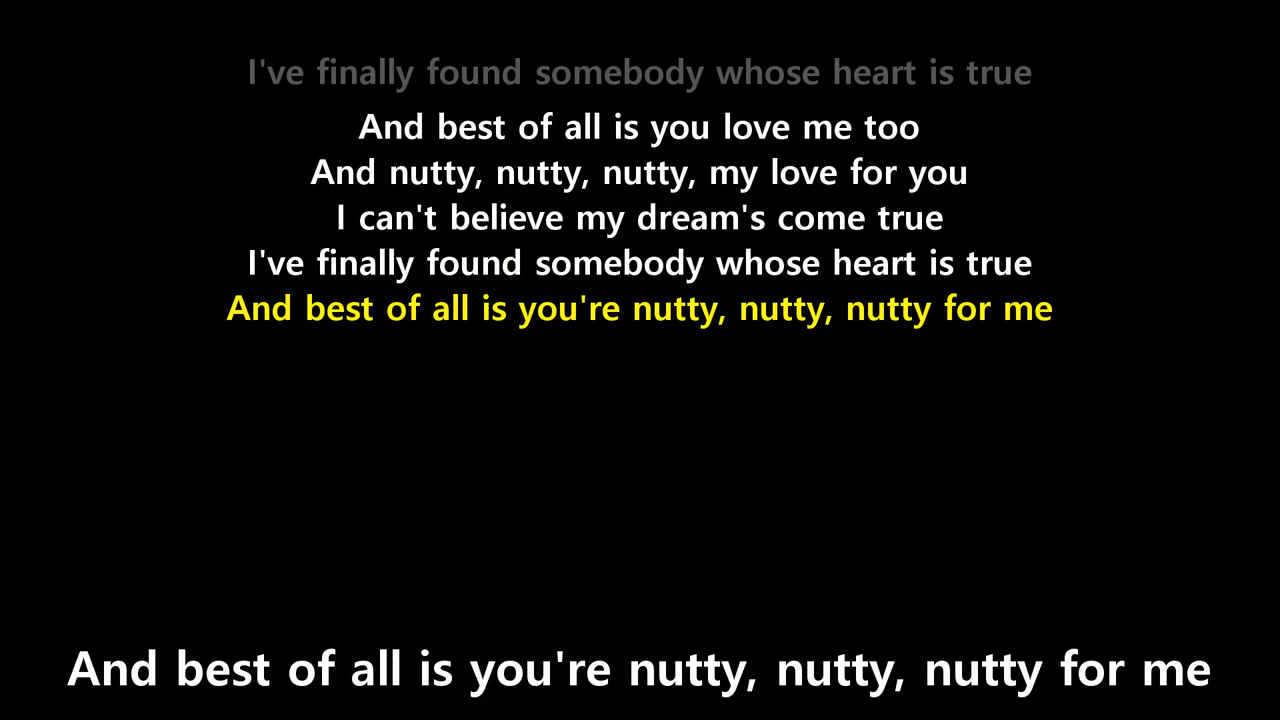 I've finally found somebody whose heart is true
And best of all is you love me too
And nutty, nutty, nutty, my love for you
I can't believe my dream's come true
I've finally found somebody whose heart is true
And best of all is you're nutty, nutty, nutty for me
And best of all is you're nutty, nutty, nutty for me